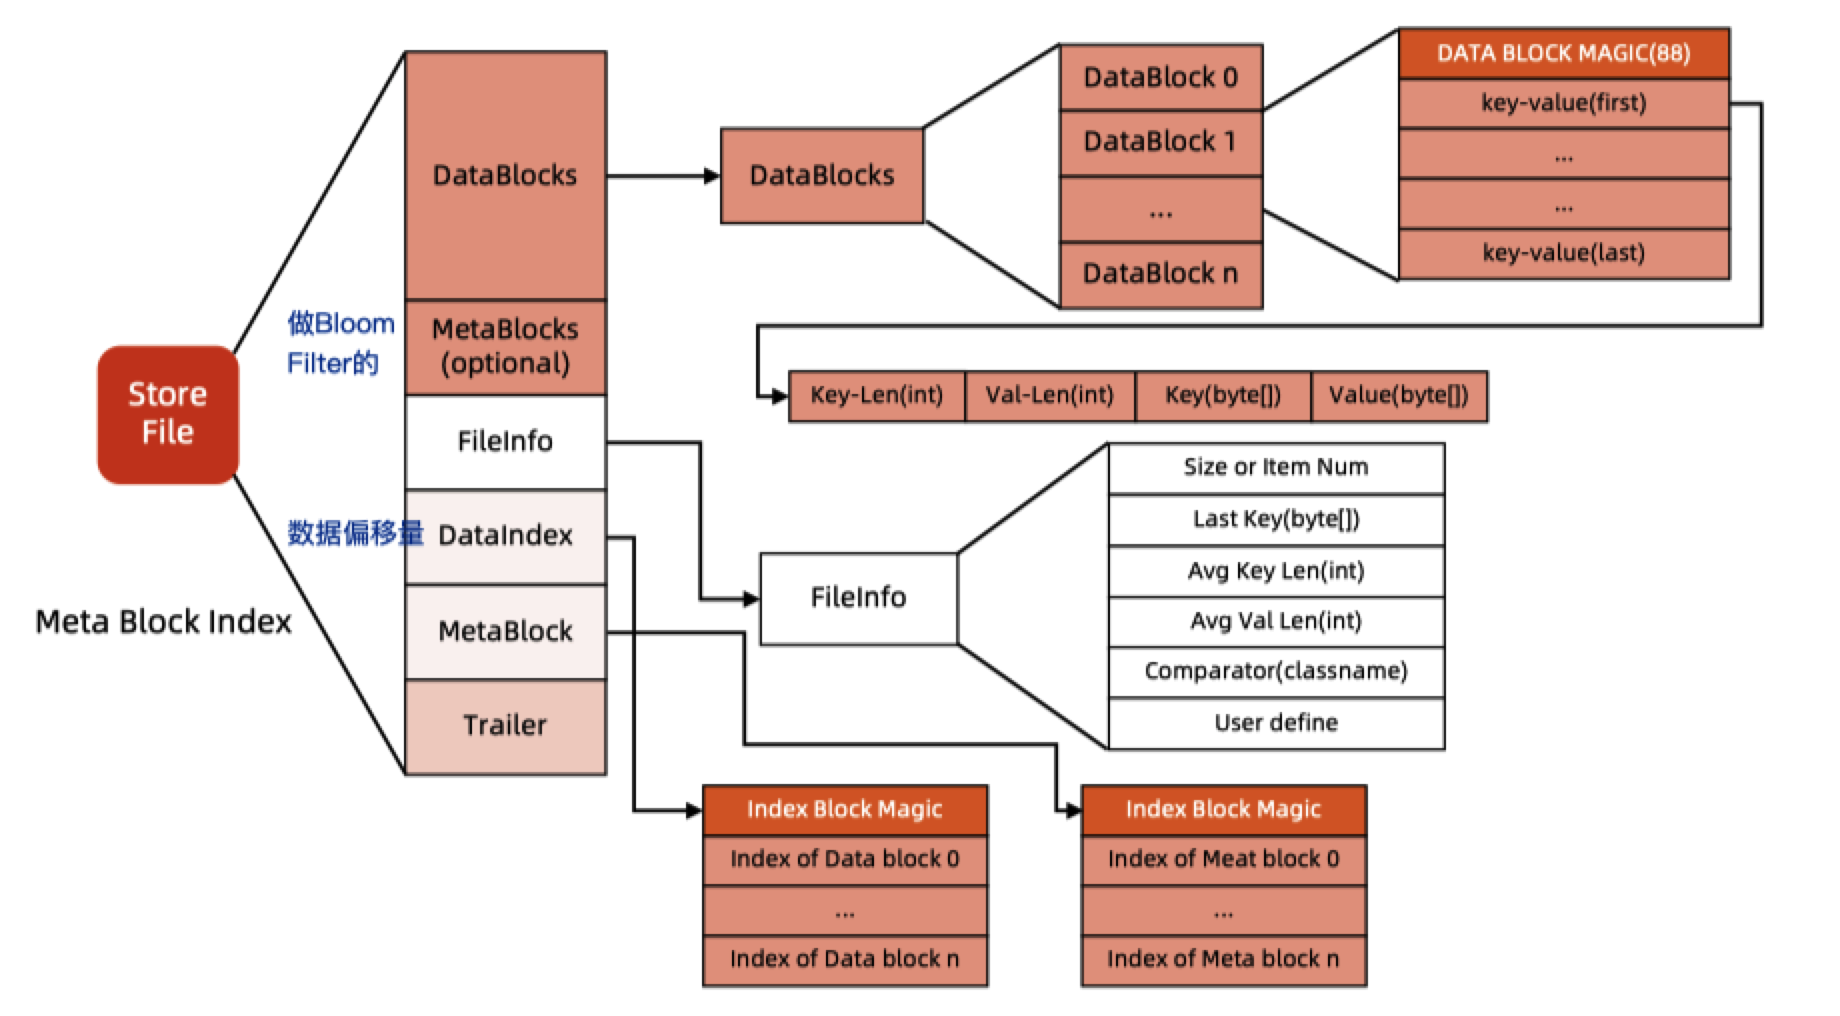 Store
File
做Bloom
Filter的
数据偏移量
Meta Block Index
DataBlocks
MetaBlocks
(optional)
FileInfo
DataIndex
MetaBlock
Trailer
DataBlocks
DataBlock 0
DataBlock 1
...
DataBlock n
DATA BLOCK MAGIC(88)
key-value(first)
...
...
key-value(last)
Key-Len(int) Val-Len(int) Key(byte[]) Value(byte[])
FileInfo
Size or Item Num
Last Key(byte[])
Avg Key Len(int)
Avg Val Len(int)
Comparator(classname)
User define
Index Block Magic
Index of Data block 0
...
Index of Data block n
Index Block Magic
Index of Meat block 0
...
Index of Meta block n